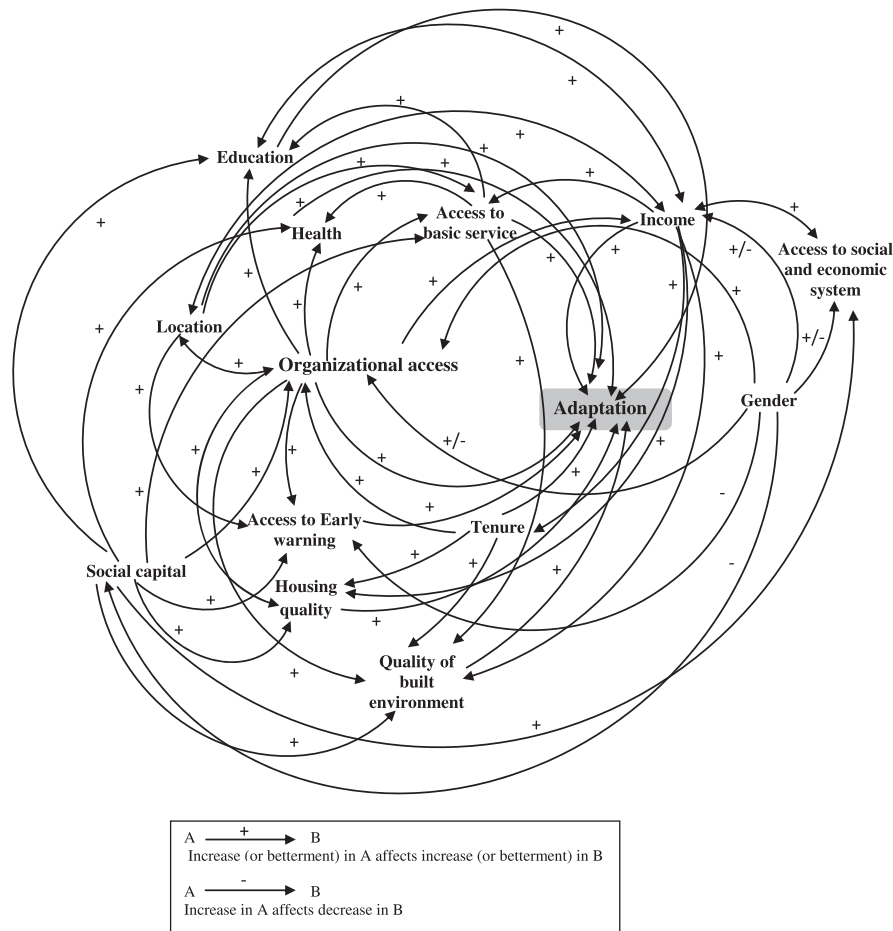 +
+
+
+
Education
+
+
+
+
+
+
+
Health
Access to
basic service
Income
+
+/-
Access to social
and economic
system
+
+
+
+
+
+
+
+
+
Location
+
+
Organizational access
+
+/-
Adaptation
Gender
+
+
+
+/-
+
+
+
+
+
+
+
-
Access to Early
warning
Tenure
+
+
+
-
Social capital
Housing
quality
+
+
+
Quality of
built
environment
+
+
+
A + B
Increase (or betterment) in A affects increase (or betterment) in B
A - B
Increase in A affects decrease in B